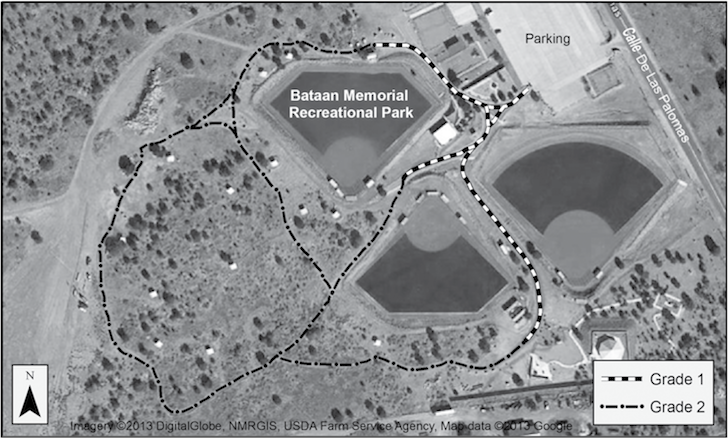 Parking
Calle De Las Palomas
las
Bataan Memorial
Recreational Park
N
Grade 1
Grade 2
Imagery ©2013 DigitalGlobe, NMRGIS, USDA Farm Service Agency, Map data ©2013 Google